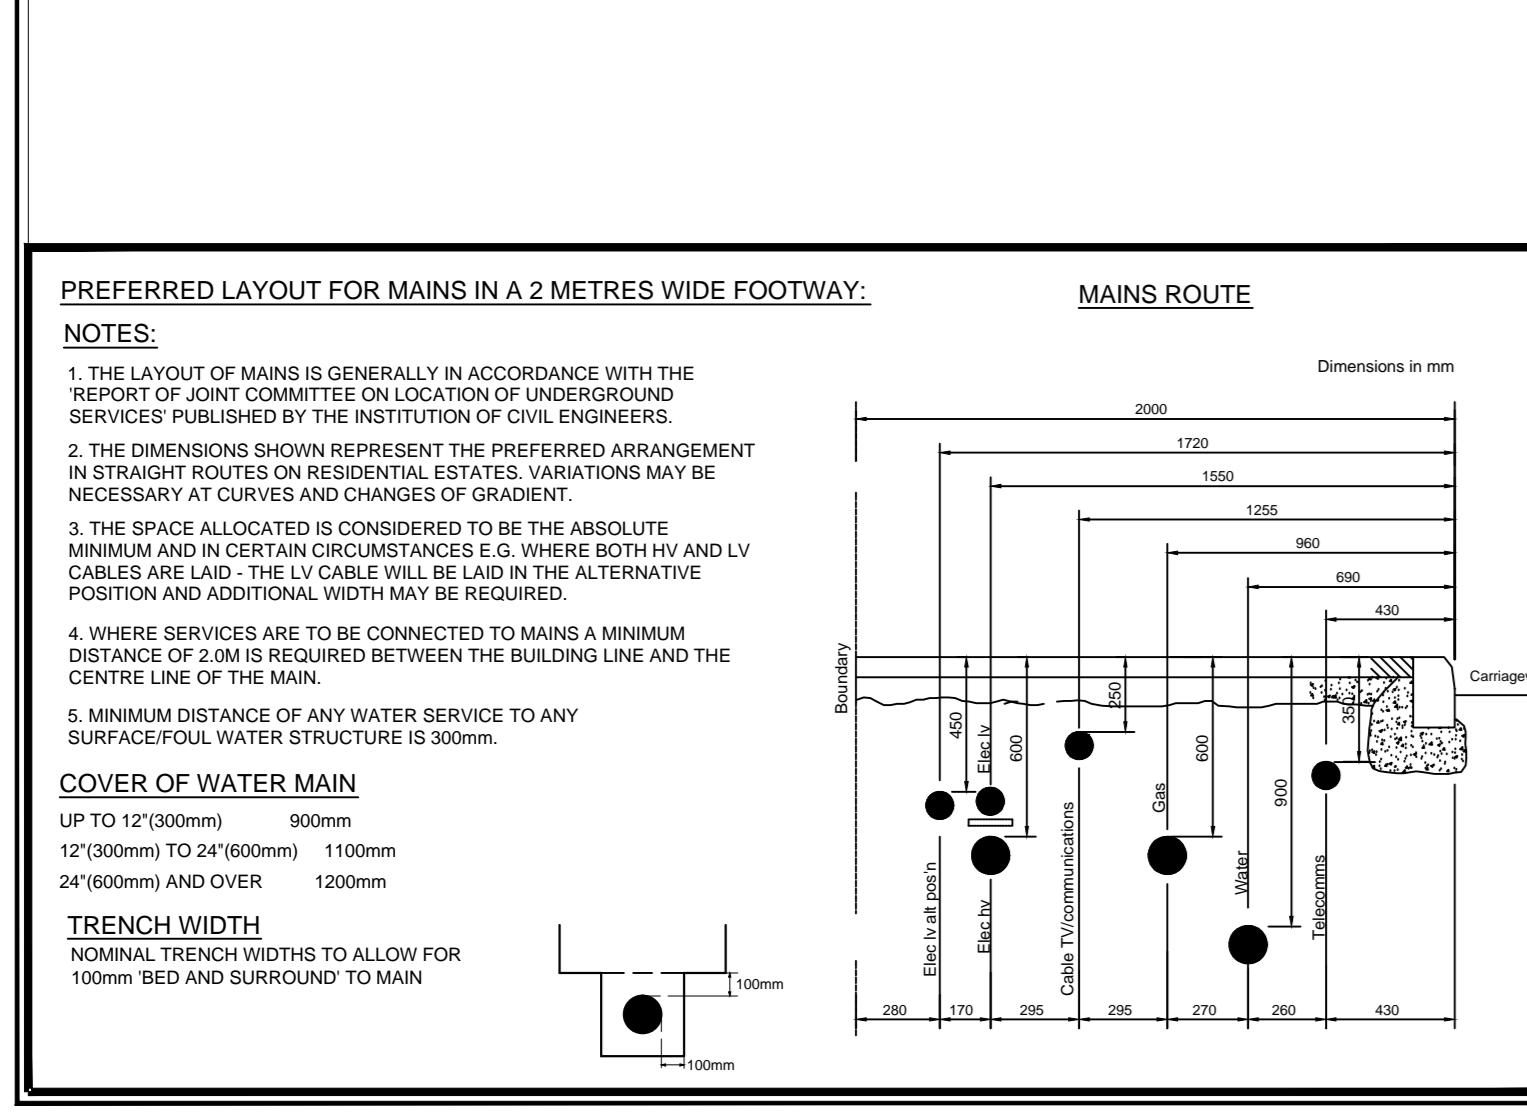 PREFERRED LAYOUT FOR MAINS IN A 2 METRES WIDE FOOTWAY:
NOTES:
1. THE LAYOUT OF MAINS IS GENERALLY IN ACCORDANCE WITH THE
'REPORT OF JOINT COMMITTEE ON LOCATION OF UNDERGROUND
SERVICES' PUBLISHED BY THE INSTITUTION OF CIVIL ENGINEERS.
2. THE DIMENSIONS SHOWN REPRESENT THE PREFERRED ARRANGEMENT
IN STRAIGHT ROUTES ON RESIDENTIAL ESTATES. VARIATIONS MAY BE
NECESSARY AT CURVES AND CHANGES OF GRADIENT.
3. THE SPACE ALLOCATED IS CONSIDERED TO BE THE ABSOLUTE
MINIMUM AND IN CERTAIN CIRCUMSTANCES E.G. WHERE BOTH HV AND LV
CABLES ARE LAID - THE LV CABLE WILL BE LAID IN THE ALTERNATIVE
POSITION AND ADDITIONAL WIDTH MAY BE REQUIRED.
4. WHERE SERVICES ARE TO BE CONNECTED TO MAINS A MINIMUM
DISTANCE OF 2.0M IS REQUIRED BETWEEN THE BUILDING LINE AND THE
CENTRE LINE OF THE MAIN.
5. MINIMUM DISTANCE OF ANY WATER SERVICE TO ANY
SURFACE/FOUL WATER STRUCTURE IS 300mm.
COVER OF WATER MAIN
UP TO 12"(300mm) 900mm
12"(300mm) TO 24"(600mm) 1100mm
24"(600mm) AND OVER 1200mm
TRENCH WIDTH
NOMINAL TRENCH WIDTHS TO ALLOW FOR
100mm 'BED AND SURROUND' TO MAIN
100mm
100mm
MAINS ROUTE
Dimensions in mm
2000
1720
1550
1255
960
690
430
Boundary
Carriagew
450
Elec lv
600
250
600
900
350
Elec lv alt pos'n
Elec hv
Cable TV/communications
Gas
Water
Telecomms
280 170 295 295 270 260 430